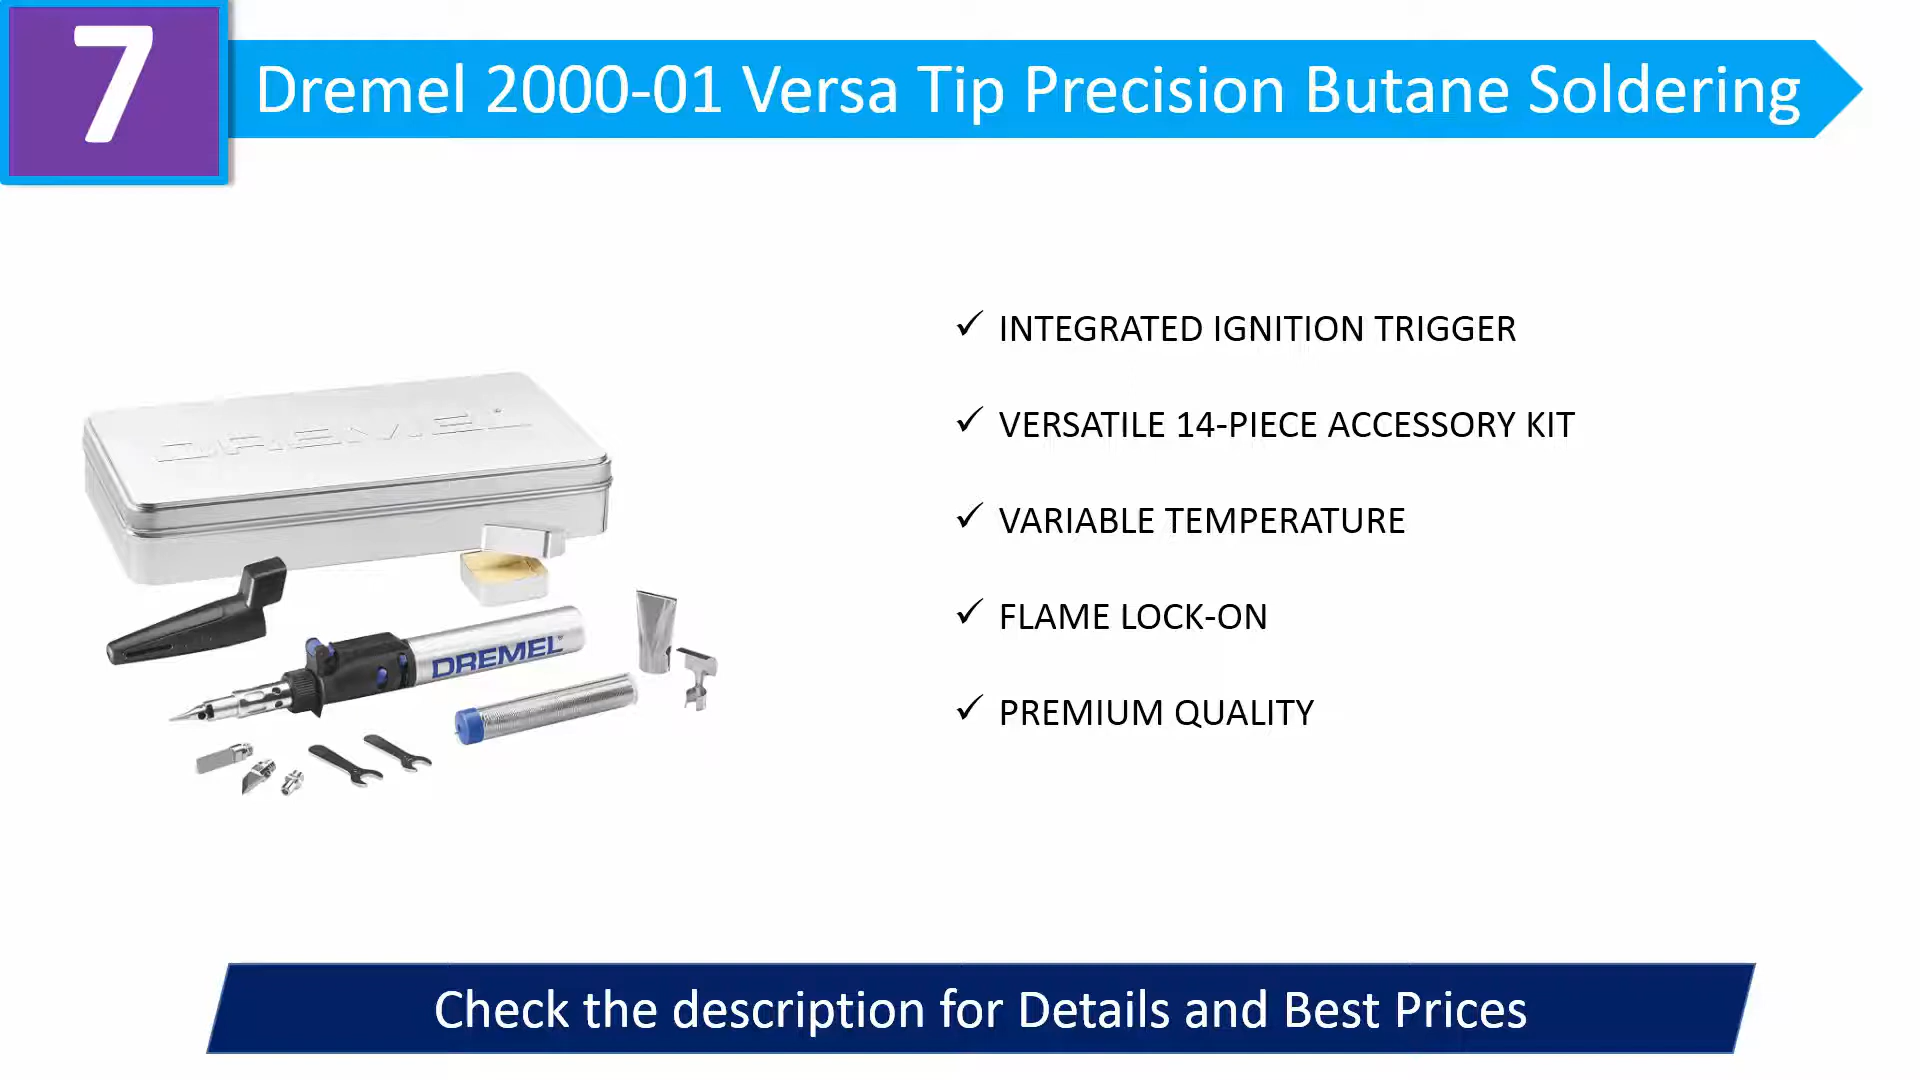 7
Dremel 2000-01 Versa Tip Precision Butane Soldering
✓ INTEGRATED IGNITION TRIGGER
✓ VERSATILE 14-PIECE ACCESSORY KIT
✓ VARIABLE TEMPERATURE
✓ FLAME LOCK-ON
✓ PREMIUM QUALITY
DREMEL
DREMEL
Check the description for Details and Best Prices